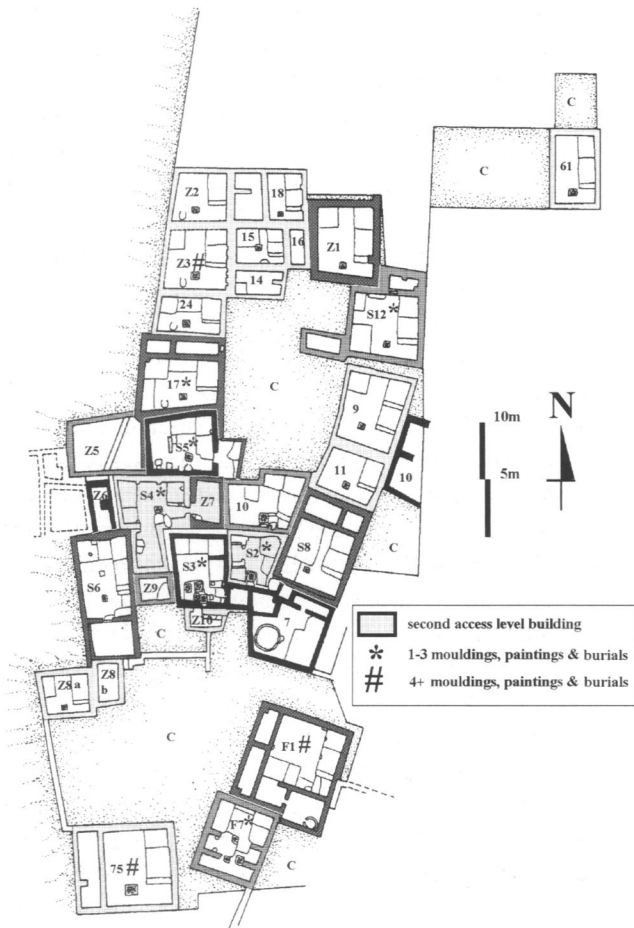 C
C
61
Z2
18
15
16
Z1
Z3#
14
24
S12*
C
17*
9
10m
N
5m
Z5
S5*
11
10
Z6
S4*
Z7
10
S8
C
S2*
S3*
S6
Z9
Z10
7
C
second access level building
* 1-3 mouldings, paintings & burials
# 4+ mouldings, paintings & burials
Z8a
Z8
b
C
F1#
F7*
75#
C